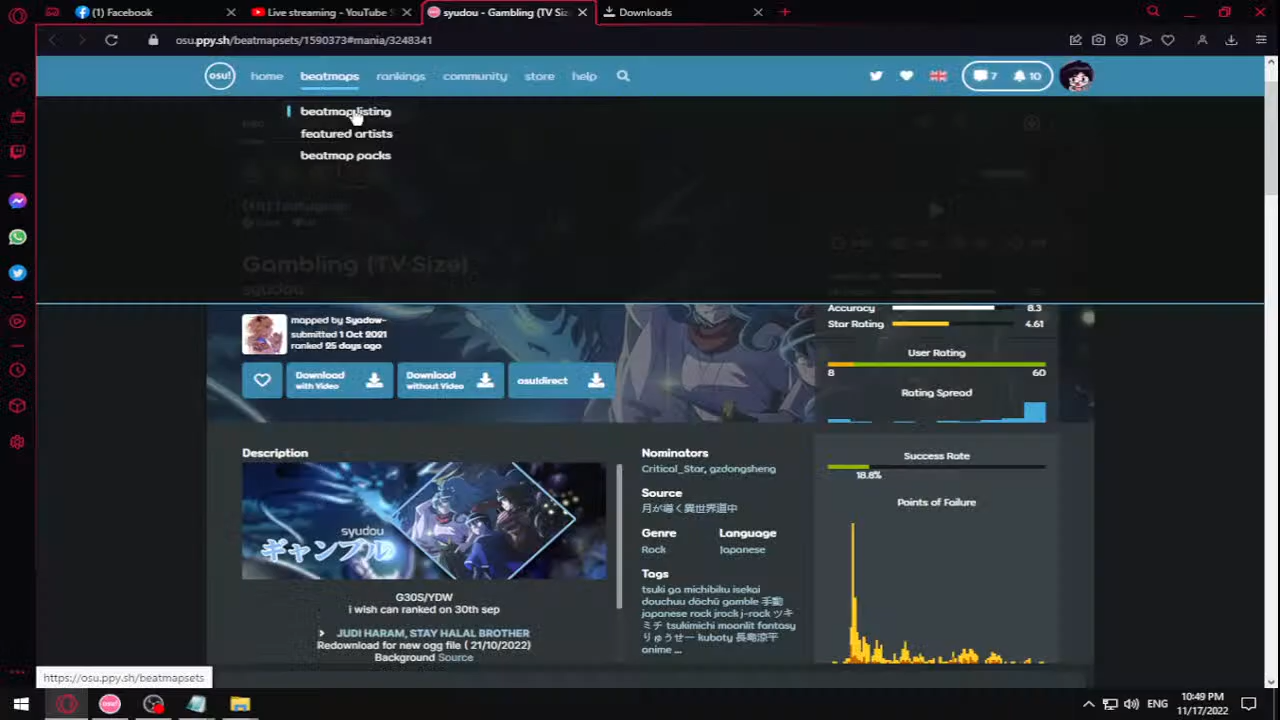 (1) Facebook
Live streaming - YouTube S
syudou - Gambling (TV Siz
Downloads
osu.ppy.sh/beatmapsets/1590373#mania/3248341
osu!
home
beatmaps
rankings
community
store
help
7
10
beatmap listing
featured artists
beatmap packs
Gambling (TV Size)
syudou
mapped by Syadow-
submitted 1 Oct 2021
ranked 25 days ago
Download
with Video
Download
without Video
osu!direct
Accuracy
8.3
Star Rating
4.61
User Rating
8
60
Rating Spread
Description
syudou
ギャンブル
G30S/YDW
i wish can ranked on 30th sep
JUDI HARAM, STAY HALAL BROTHER
Redownload for new ogg file ( 21/10/2022)
Background Source
Nominators
Critical_Star, gzdongsheng
Source
月が導く異世界道中
Genre
Language
Rock
Japanese
Tags
tsuki ga michibiku isekai
douchuu dōchū gamble 手動
japanese rock jrock j-rock ツキ
ミチ tsukimichi moonlit fantasy
りゅうせー kuboty 長竜涼平
anime ...
Success Rate
18.8%
Points of Failure
https://osu.ppy.sh/beatmapsets
osu!
ENG
10:49 PM
11/17/2022